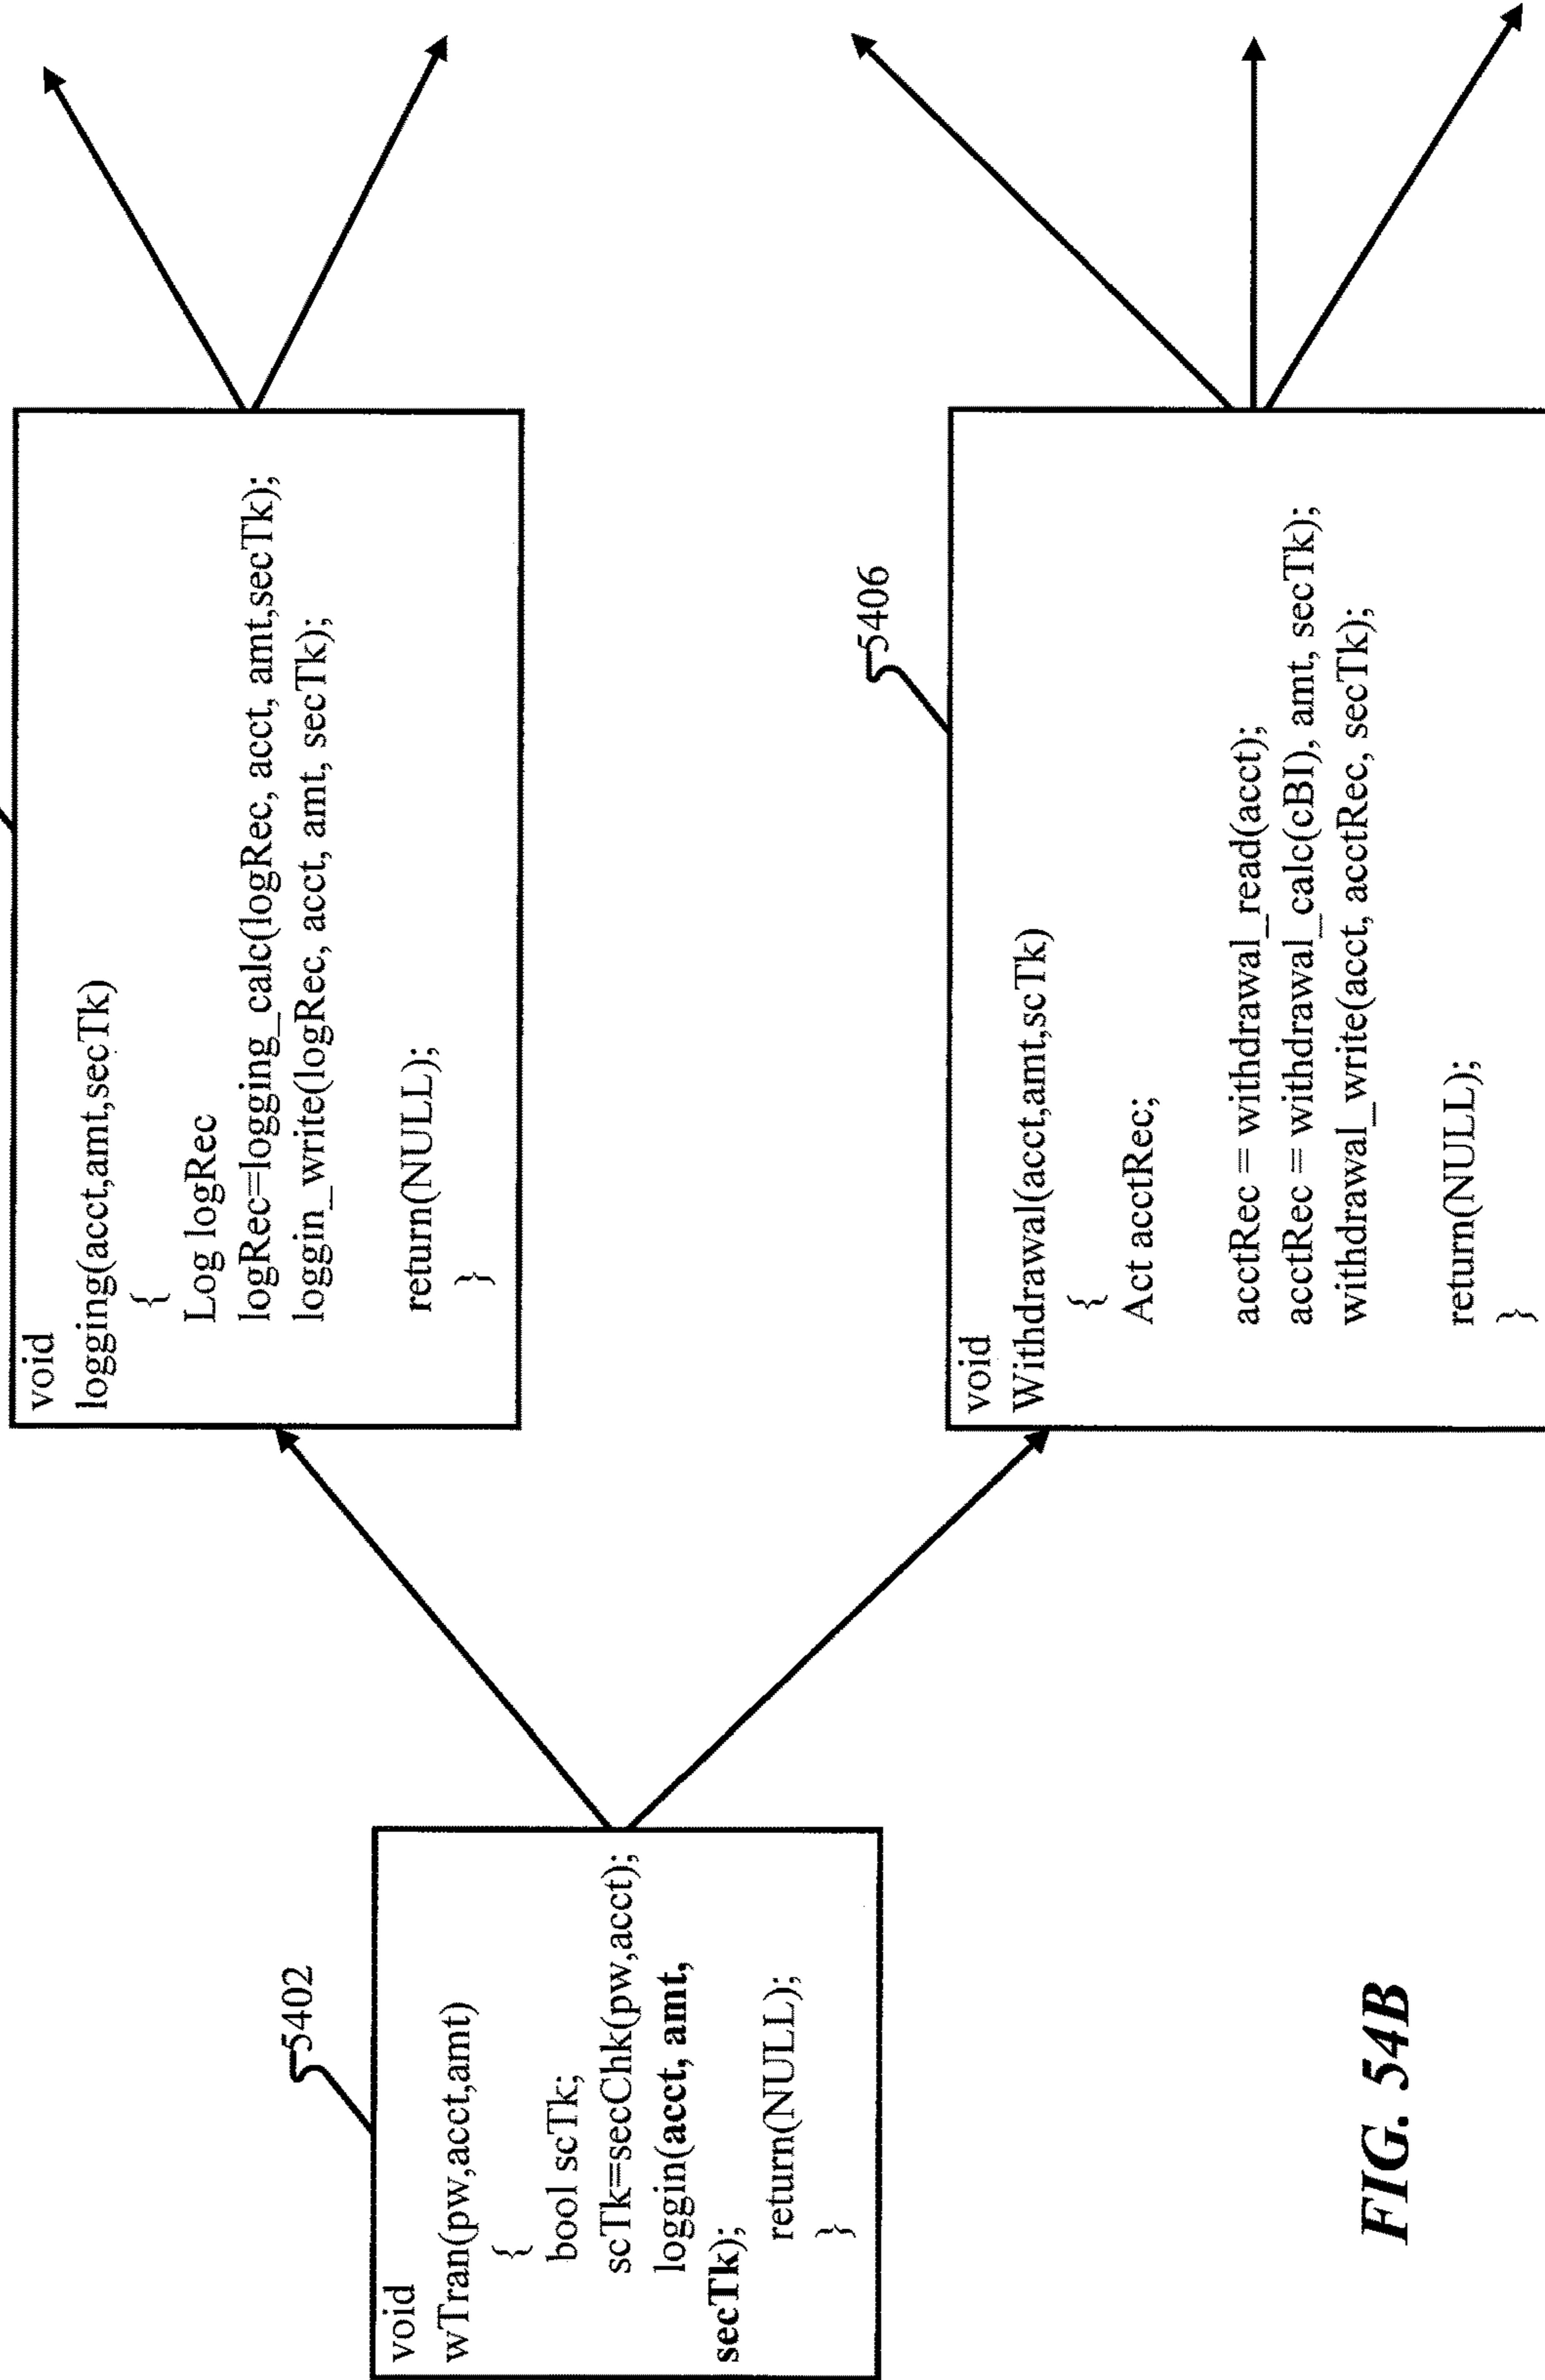 5402
void
wTran(pw,acct,amt)
{
bool scTk;
scTk=secChk(pw,acct);
loggin(acct, amt,
secTk);
return(NULL);
}
void
logging(acct,amt,secTk)
{
Log logRec
logRec=logging_calc(logRec, acct, amt,secTk);
loggin_write(logRec, acct, amt, secTk);
return(NULL);
}
5406
void
Withdrawal(acct,amt,scTk)
{
Act acctRec;
acctRec = withdrawal_read(acct);
acctRec = withdrawal_calc(cBI), amt, secTk);
withdrawal_write(acct, acctRec, secTk);
return(NULL);
}
FIG. 54B